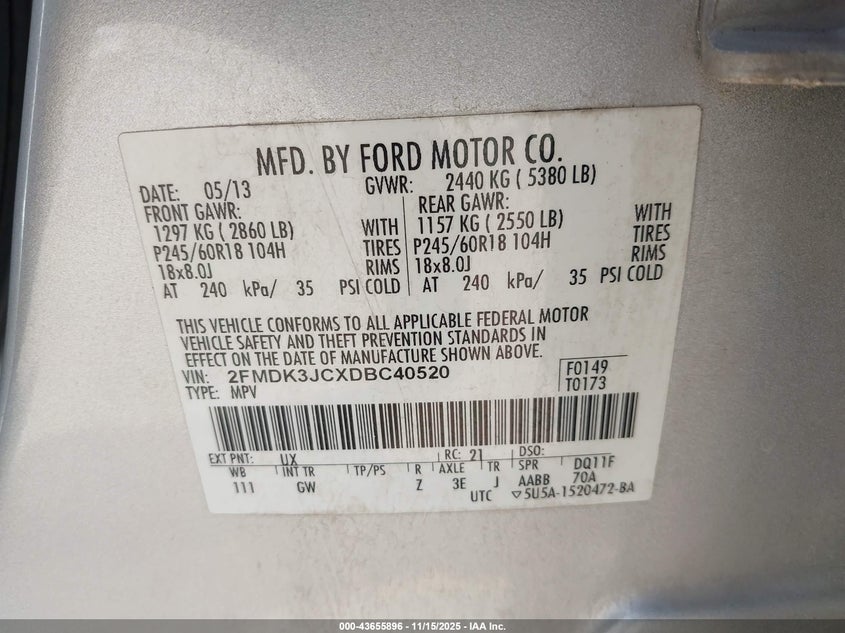 MFD. BY FORD MOTOR CO.
DATE: 05/13 GVWR: 2440 KG ( 5380 LB)
FRONT GAWR: REAR GAWR:
1297 KG ( 2860 LB) WITH 1157 KG ( 2550 LB) WITH
P245/60R18 104H TIRES P245/60R18 104H TIRES
18x8.0J RIMS 18x8.0J RIMS
AT 240 kPa/ 35 PSI COLD AT 240 kPa/ 35 PSI COLD
THIS VEHICLE CONFORMS TO ALL APPLICABLE FEDERAL MOTOR
VEHICLE SAFETY AND THEFT PREVENTION STANDARDS IN
EFFECT ON THE DATE OF MANUFACTURE SHOWN ABOVE.
VIN: 2FMDK3JCXDBC40520 F0149
TYPE: MPV T0173
EXT PNT: UX RC: 21 DSO:
WB INT TR TP/PS R AXLE TR SPR DQ11F
111 GW Z 3E J AABB 70A
UTC ▽5U5A-1520472-BA
000-43655896 - 11/15/2025 - IAA Inc.